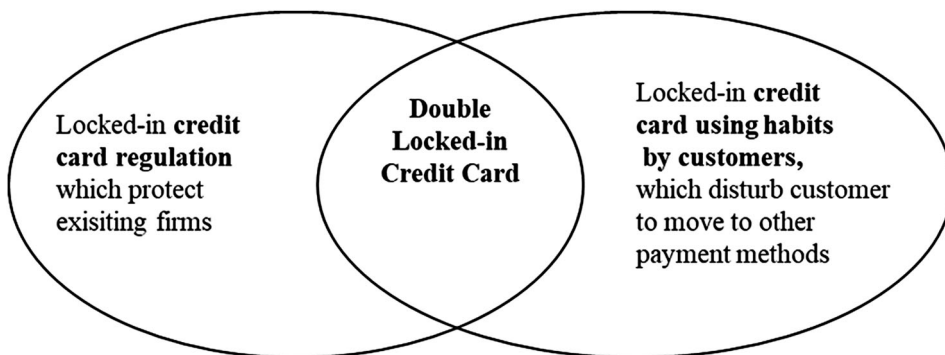 Locked-in credit
card regulation
which protect
exisiting firms
Double
Locked-in
Credit Card
Locked-in credit
card using habits
by customers,
which disturb customer
to move to other
payment methods